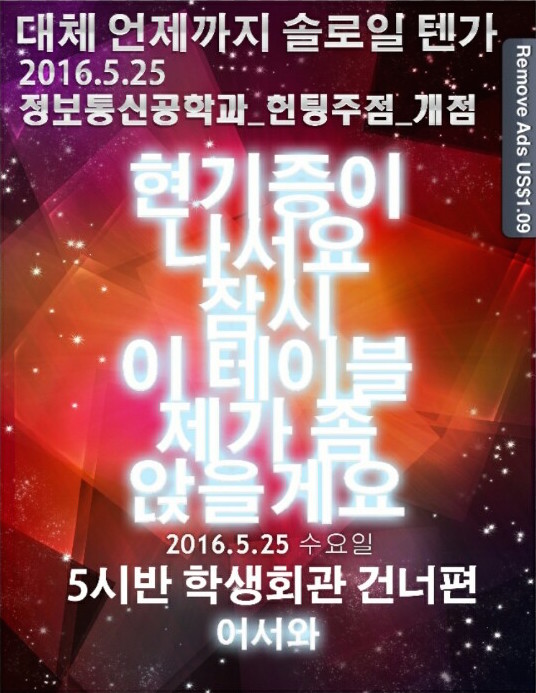 대체 언제까지 솔로일 텐가
2016.5.25
정보통신공학과_헌팅주점_개점
Remove Ads US$1.09
현기증이
나서요
잠시
이 테이블
제가 좀
앉을게요
2016.5.25 수요일
5시반 학생회관 건너편
어서와